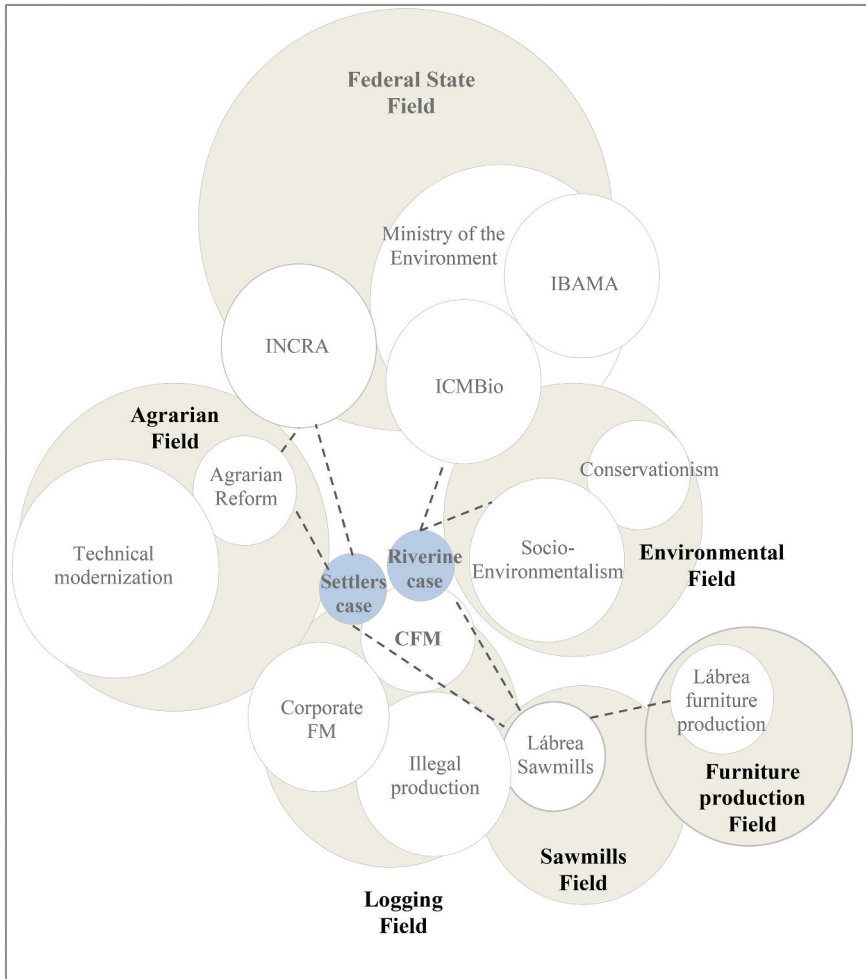 Federal State
Field
Ministry of the
Environment
IBAMA
INCRA
ICMBio
Agrarian
Field
Agrarian
Reform
Technical
modernization
Conservationism
Socio-
Environmentalism
Environmental
Field
Riverine
case
Settlers
case
CFM
Corporate
FM
Illegal
production
Lábrea
Sawmills
Lábrea
furniture
production
Furniture
production
Field
Sawmills
Field
Logging
Field